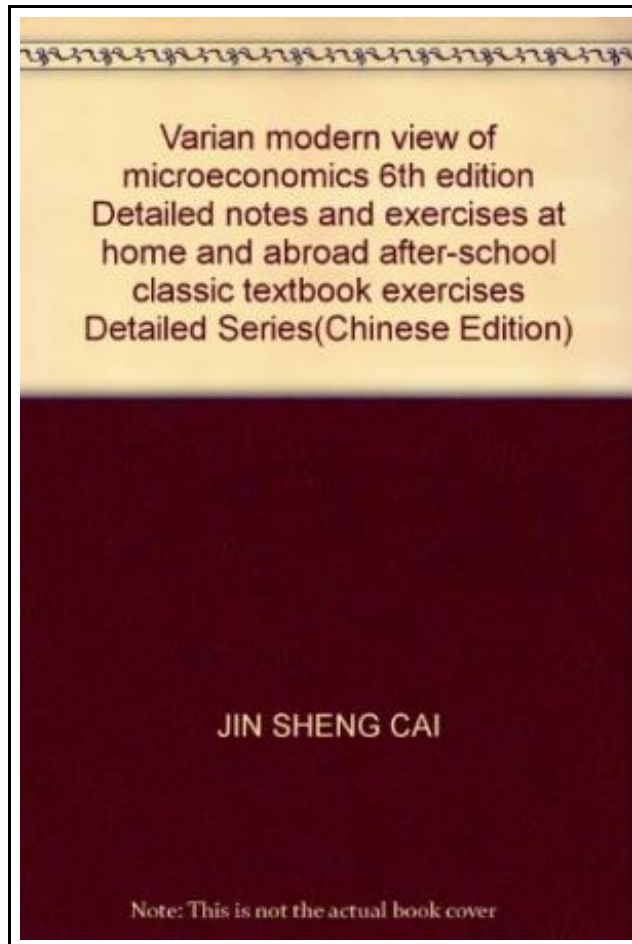 Varian modern view of
microeconomics 6th edition
Detailed notes and exercises at
home and abroad after-school
classic textbook exercises
Detailed Series(Chinese Edition)
JIN SHENG CAI
Note: This is not the actual book cover